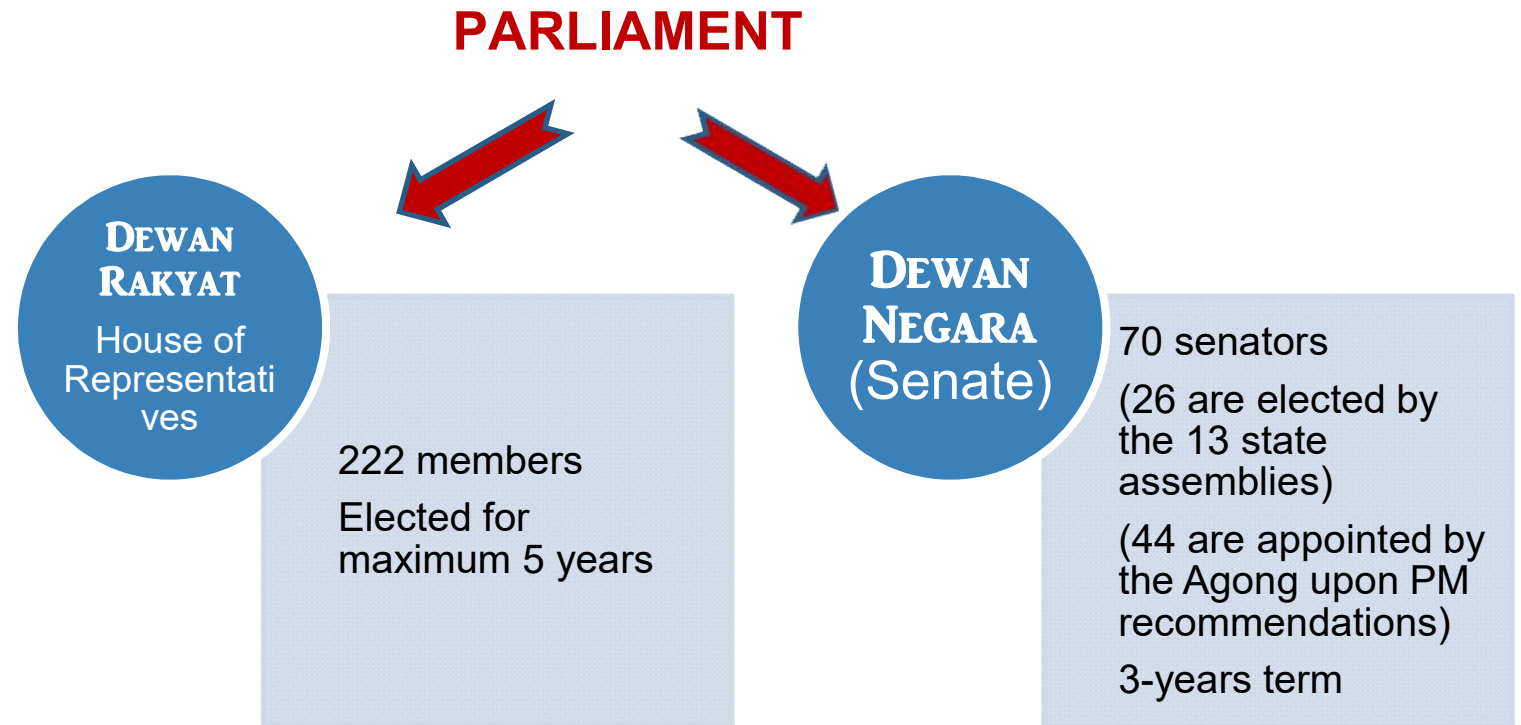 PARLIAMENT
DEWAN
RAKYAT
House of
Representati
ves
222 members
Elected for
maximum 5 years
DEWAN
NEGARA
(Senate)
70 senators
(26 are elected by
the 13 state
assemblies)
(44 are appointed by
the Agong upon PM
recommendations)
3-years term